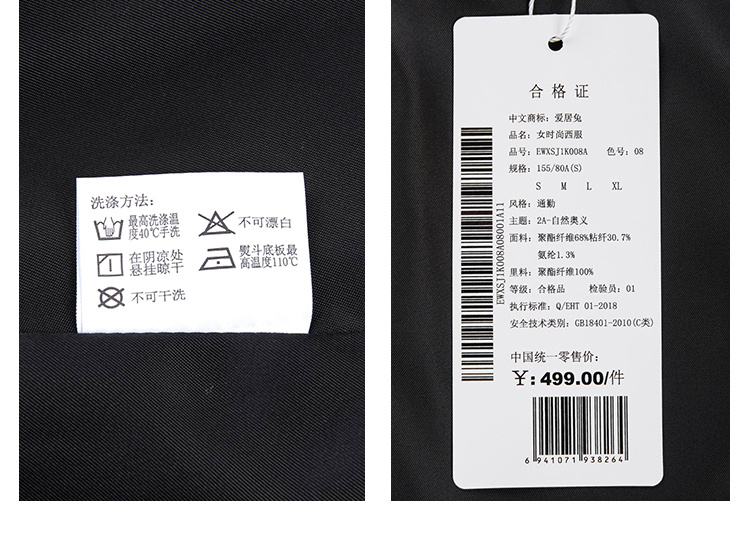 洗涤方法：
最高洗涤温
度40℃手洗
不可漂白
在阴凉处
悬挂晾干
熨斗底板最
高温度110℃
不可干洗
合格证
中文商标：爱居兔
品名：女时尚西服
品号：EWXSJ1K008A 色号：08
规格：155/80A(S)
S M L XL
风格：通勤
主题：2A-自然奥义
面料：聚酯纤维68%粘纤30.7%
氨纶1.3%
里料：聚酯纤维100%
等级：合格品 检验员：01
执行标准：Q/EHT 01-2018
安全技术类别：GB18401-2010(C类)
中国统一零售价：
¥：499.00/件
6 941071 938264
EWXSJ1K008A08001A11